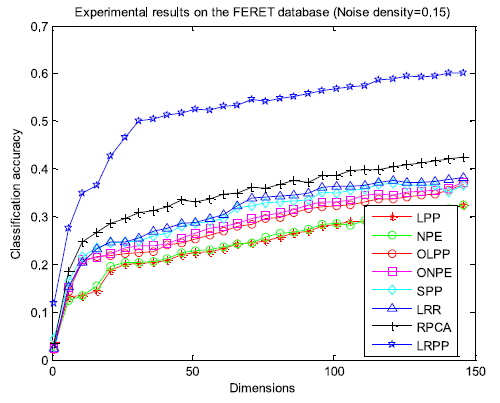 Experimental results on the FERET database (Noise density=0.15)
0.7
0.6
0.5
0.4
0.3
0.2
0.1
0
Classification accuracy
0
50
100
150
Dimensions
LPP
NPE
OLPP
ONPE
SPP
LRR
RPCA
LRPP